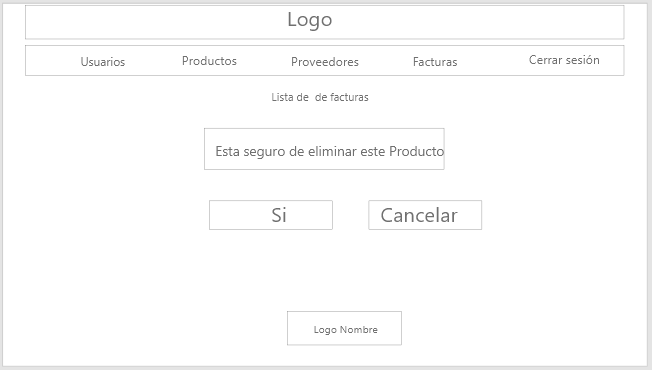 Logo
Usuarios Productos Proveedores Facturas Cerrar sesión
Lista de de facturas
Esta seguro de eliminar este Producto
Si Cancelar
Logo Nombre